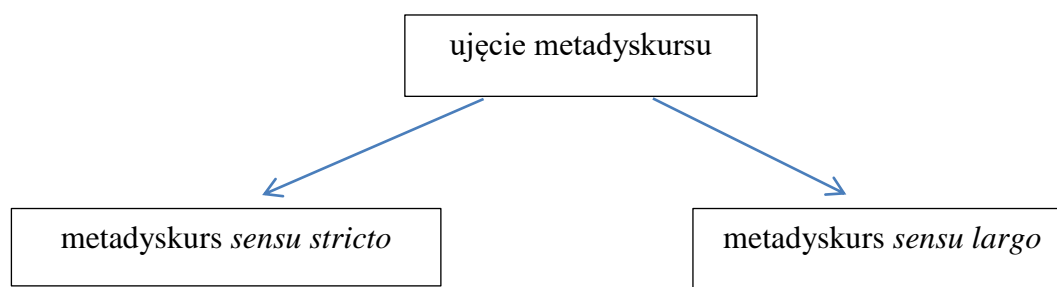 ujęcie metadyskursu
metadyskurs sensu stricto
metadyskurs sensu largo